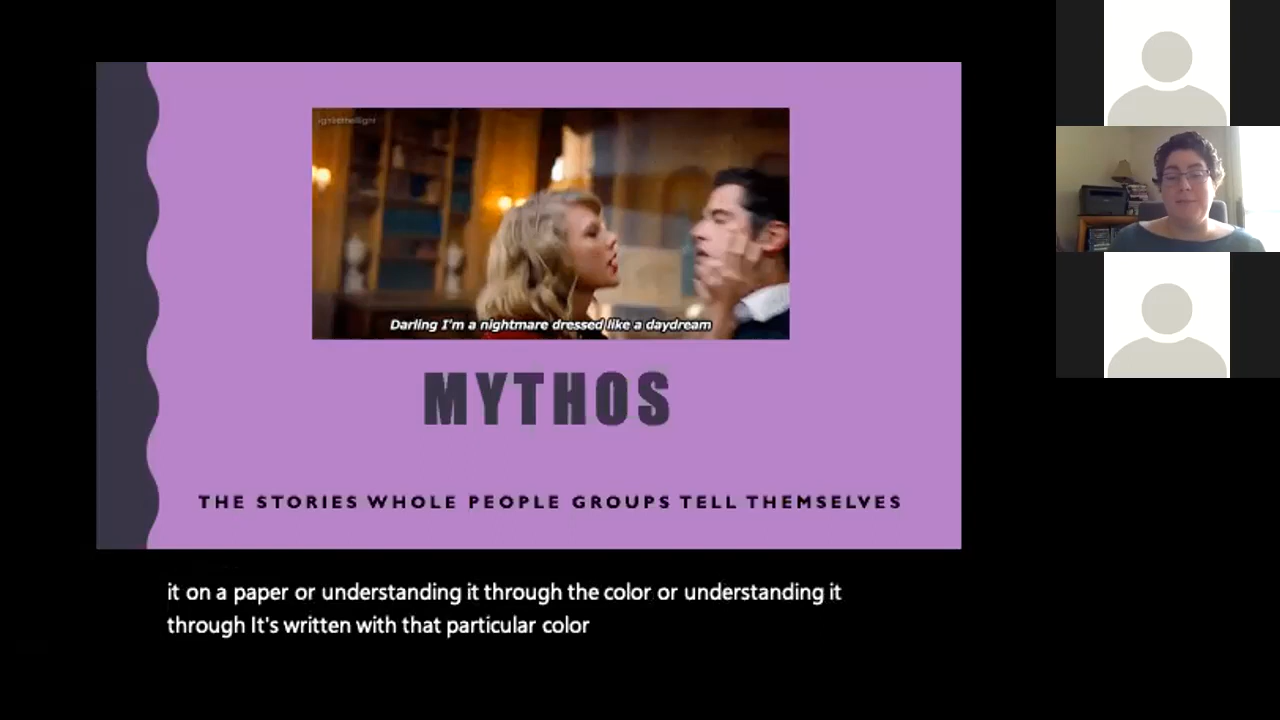 Darling I'm a nightmare dressed like a daydream
MYTHOS
THE STORIES WHOLE PEOPLE GROUPS TELL THEMSELVES
it on a paper or understanding it through the color or understanding it
through It's written with that particular color